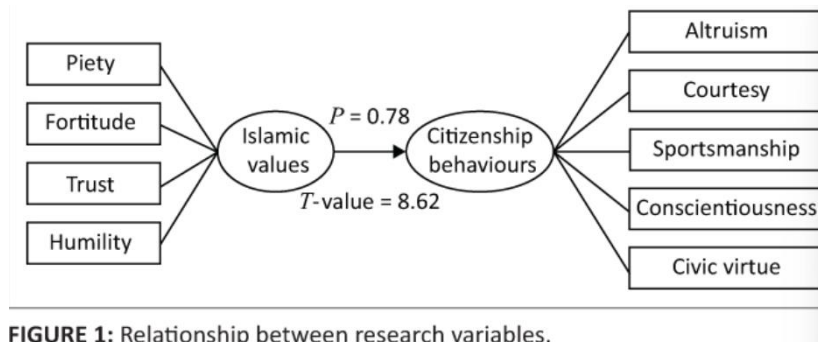 Piety
Fortitude
Trust
Humility
Islamic
values
P = 0.78
T-value = 8.62
Citizenship
behaviours
Altruism
Courtesy
Sportsmanship
Conscientiousness
Civic virtue
FIGURE 1: Relationship between research variables.